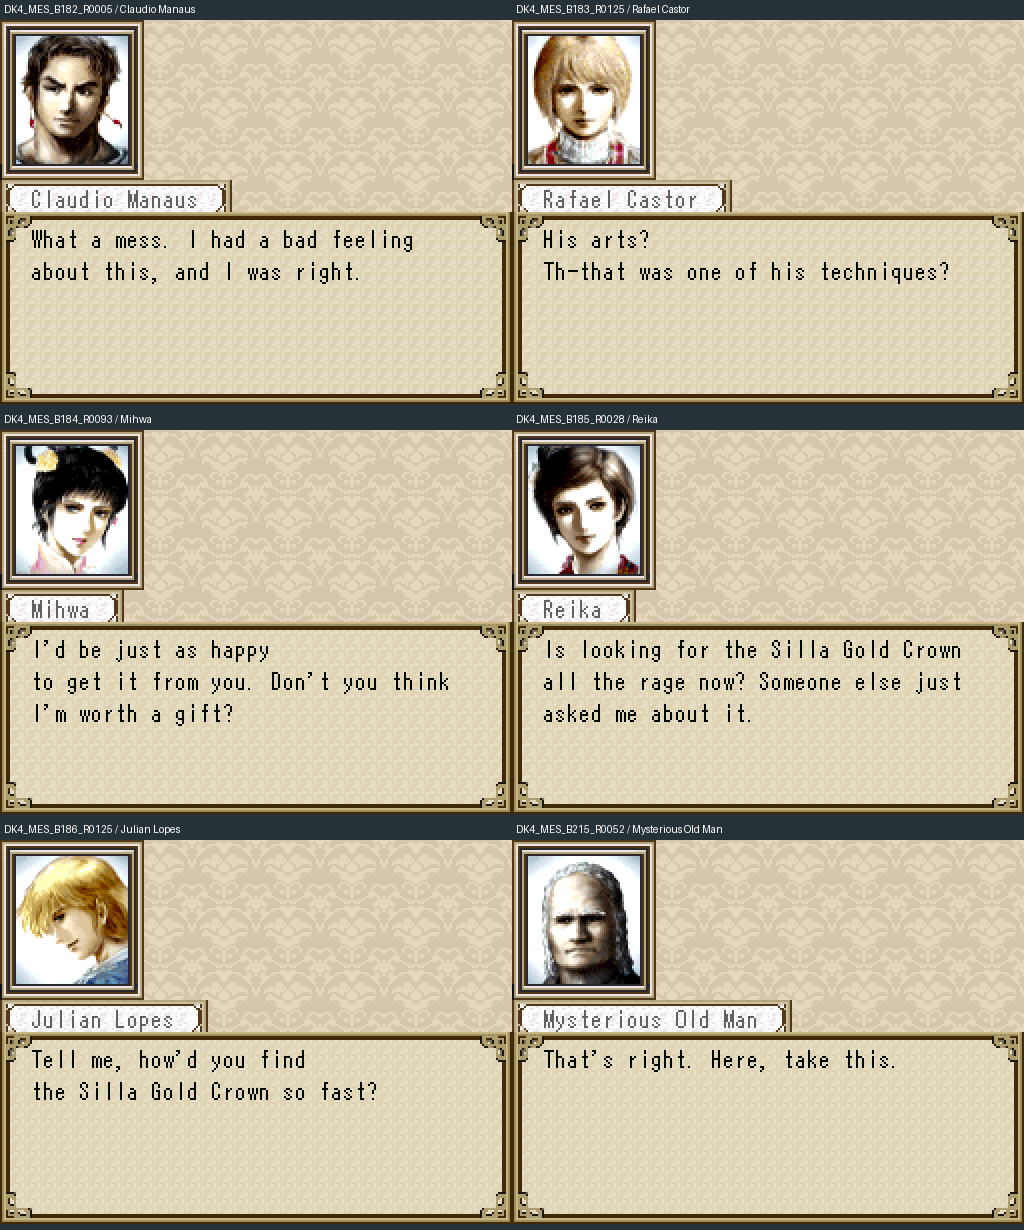 DK4_MES_B182_R0005 / Claudio Manaus
Claudio Manaus
What a mess. I had a bad feeling
about this, and I was right.
DK4_MES_B183_R0125 / Rafael Castor
Rafael Castor
His arts?
Th-that was one of his techniques?
DK4_MES_B184_R0093 / Mihwa
Mihwa
I'd be just as happy
to get it from you. Don't you think
I'm worth a gift?
DK4_MES_B185_R0028 / Reika
Reika
Is looking for the Silla Gold Crown
all the rage now? Someone else just
asked me about it.
DK4_MES_B186_R0125 / Julian Lopes
Julian Lopes
Tell me, how'd you find
the Silla Gold Crown so fast?
DK4_MES_B215_R0052 / Mysterious Old Man
Mysterious Old Man
That's right. Here, take this.